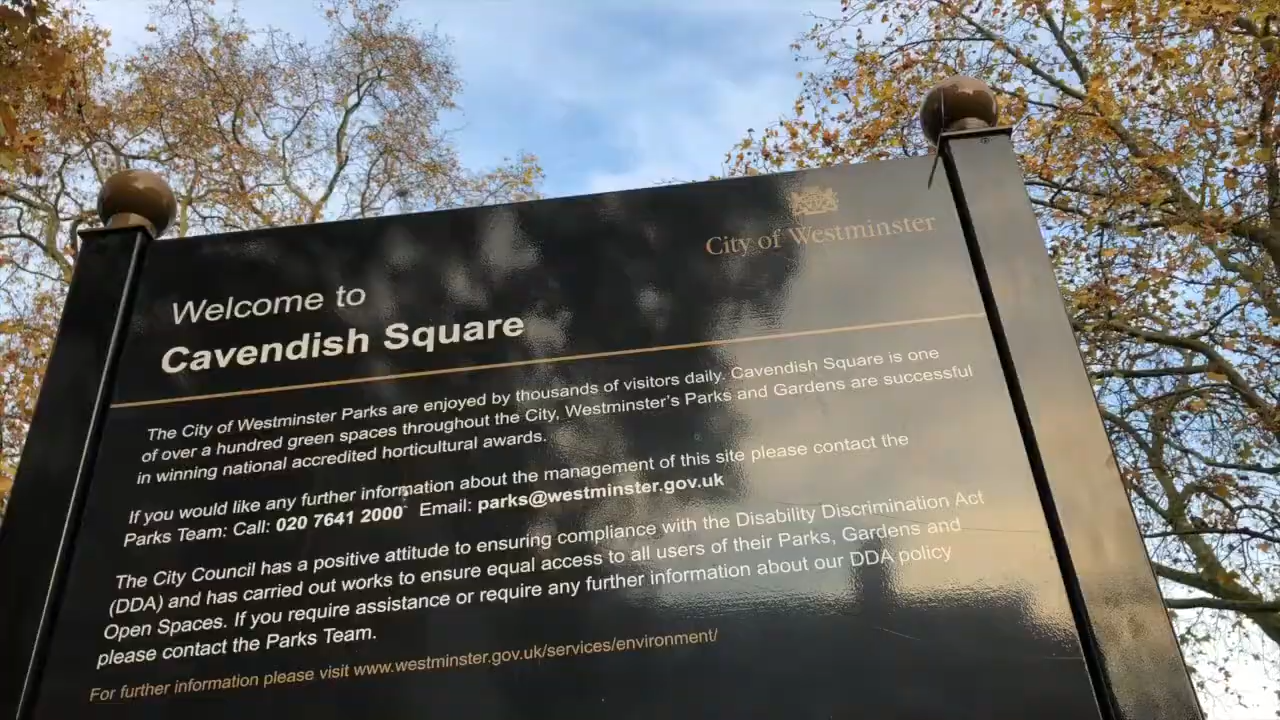 City of Westminster
Welcome to
Cavendish Square
The City of Westminster Parks are enjoyed by thousands of visitors daily. Cavendish Square is one
of over a hundred green spaces throughout the City, Westminster's Parks and Gardens are successful
in winning national accredited horticultural awards.
If you would like any further information about the management of this site please contact the
Parks Team: Call: 020 7641 2000 Email: parks@westminster.gov.uk
The City Council has a positive attitude to ensuring compliance with the Disability Discrimination Act
(DDA) and has carried out works to ensure equal access to all users of their Parks, Gardens and
Open Spaces. If you require assistance or require any further information about our DDA policy
please contact the Parks Team.
For further information please visit www.westminster.gov.uk/services/environment/